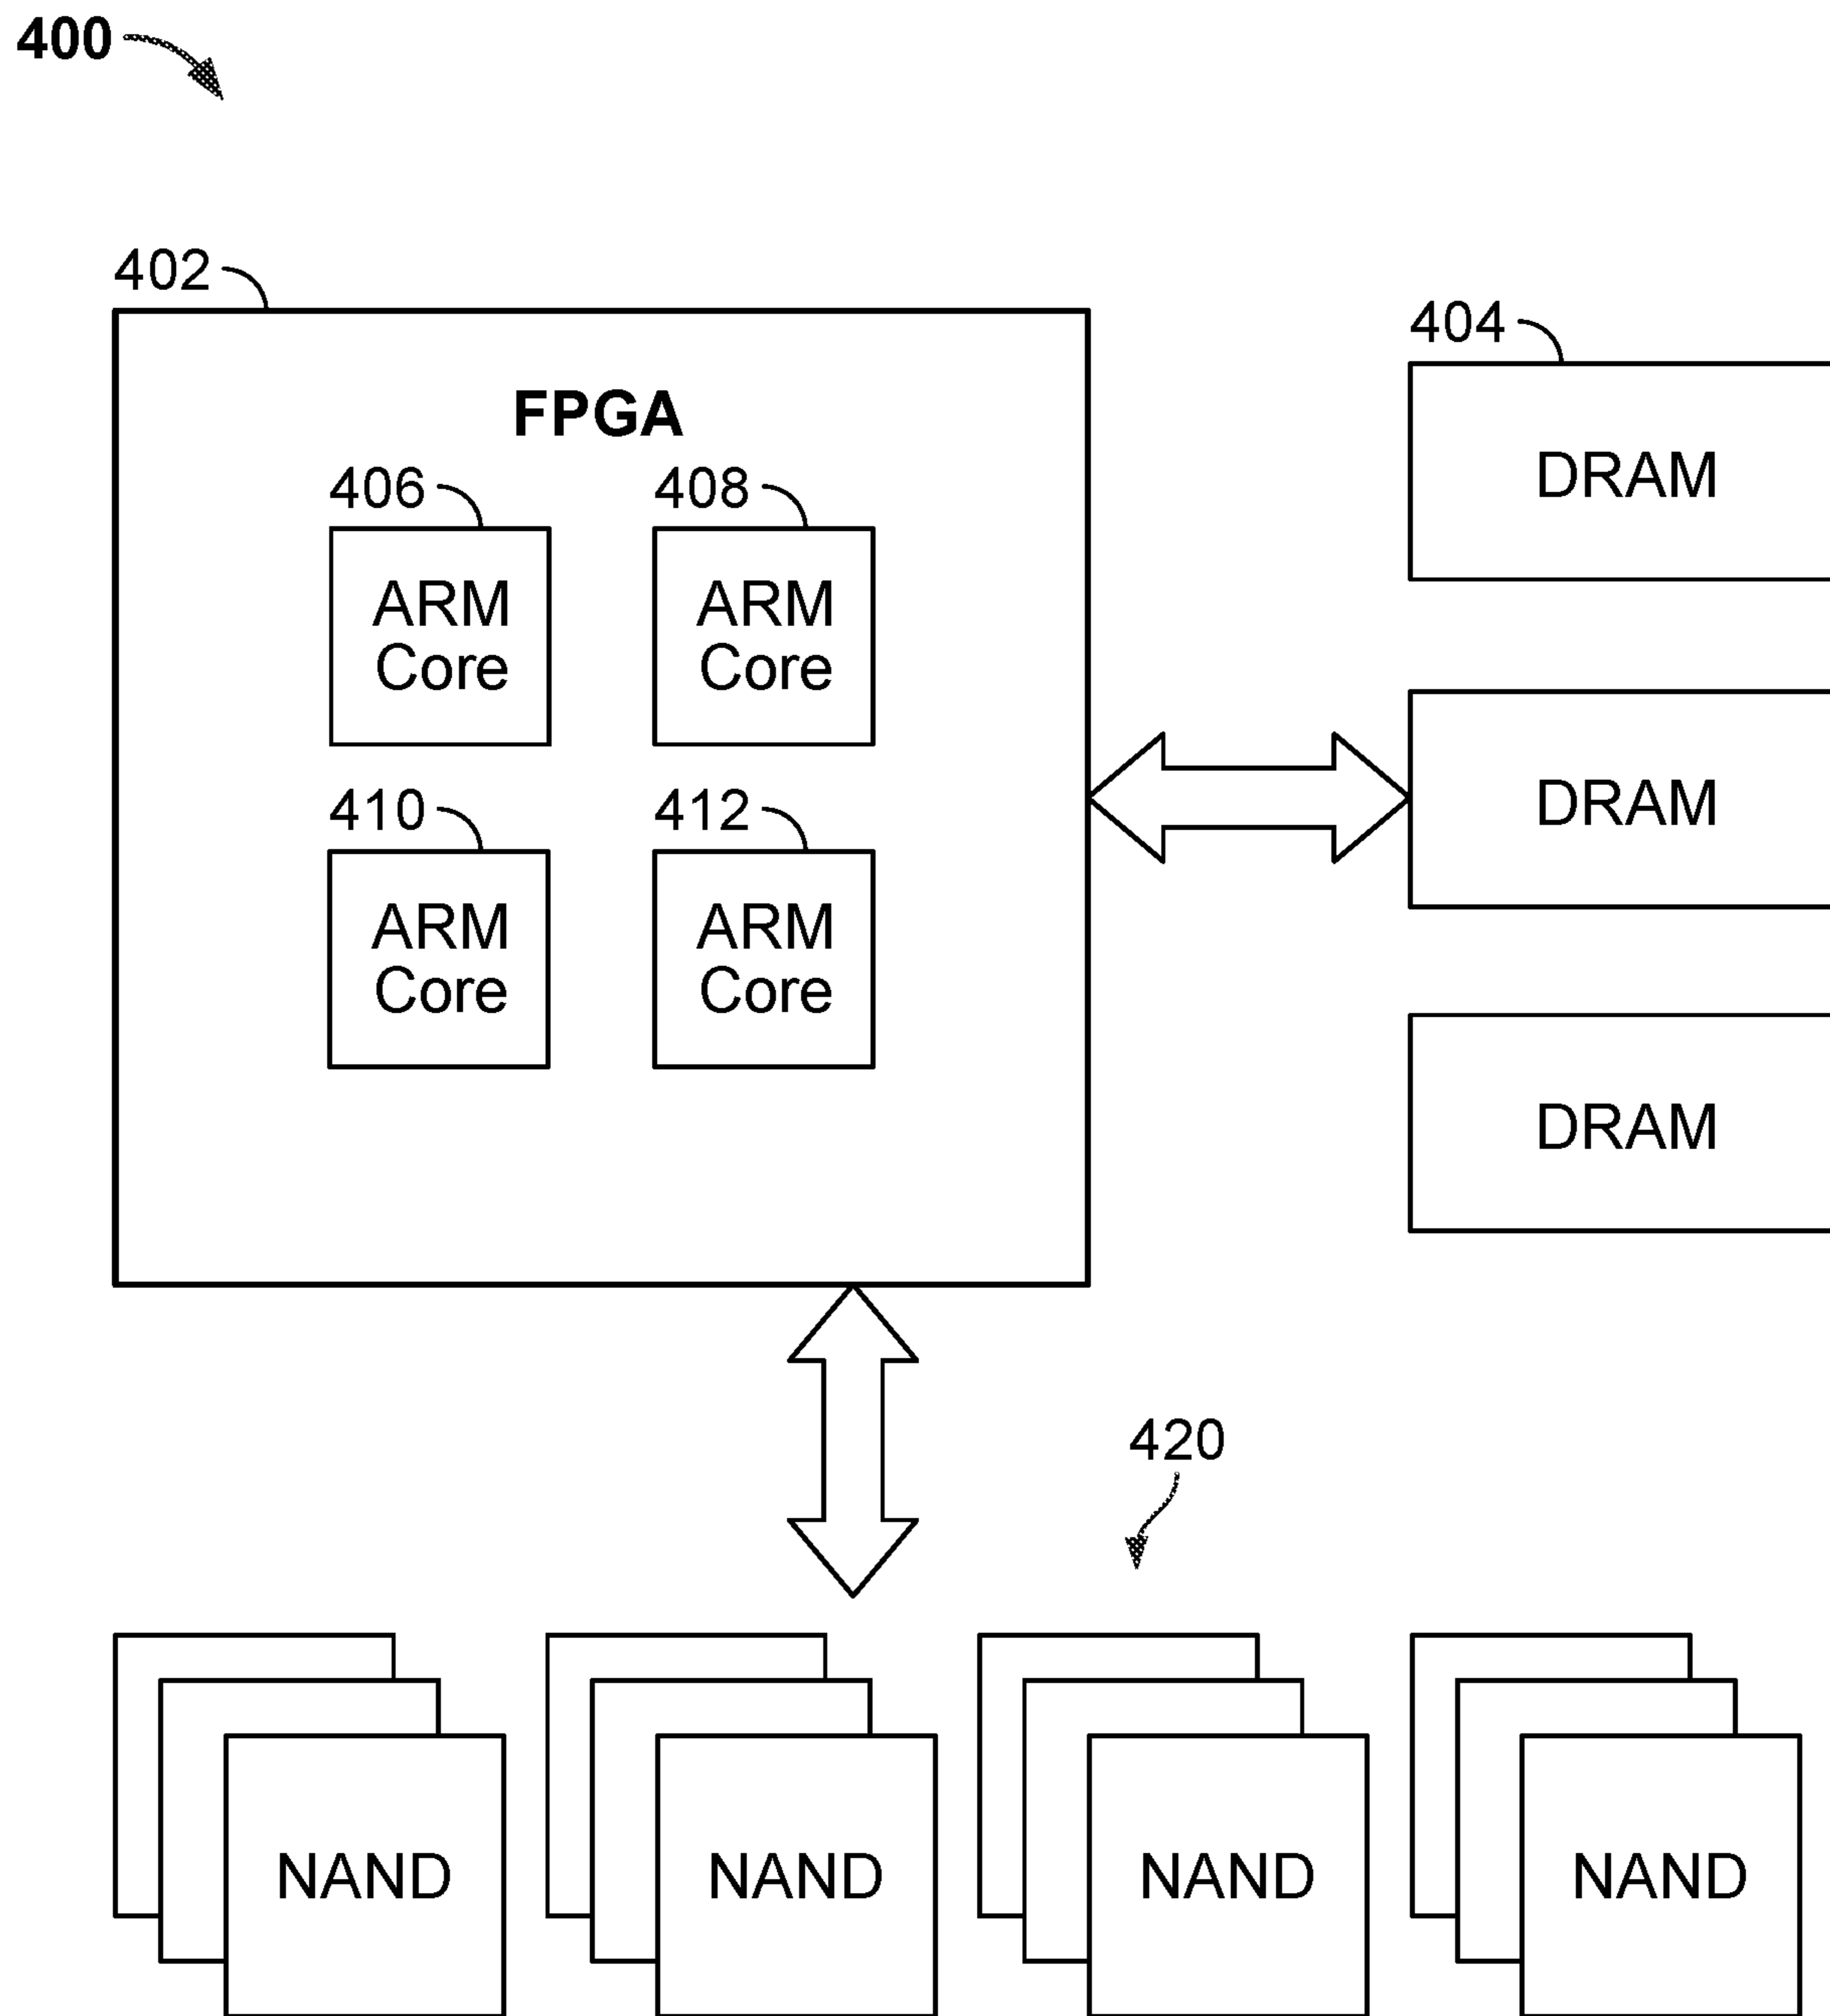 400
402
404
FPGA
DRAM
406
408
ARM
Core
ARM
Core
DRAM
410
412
ARM
Core
ARM
Core
DRAM
420
NAND
NAND
NAND
NAND